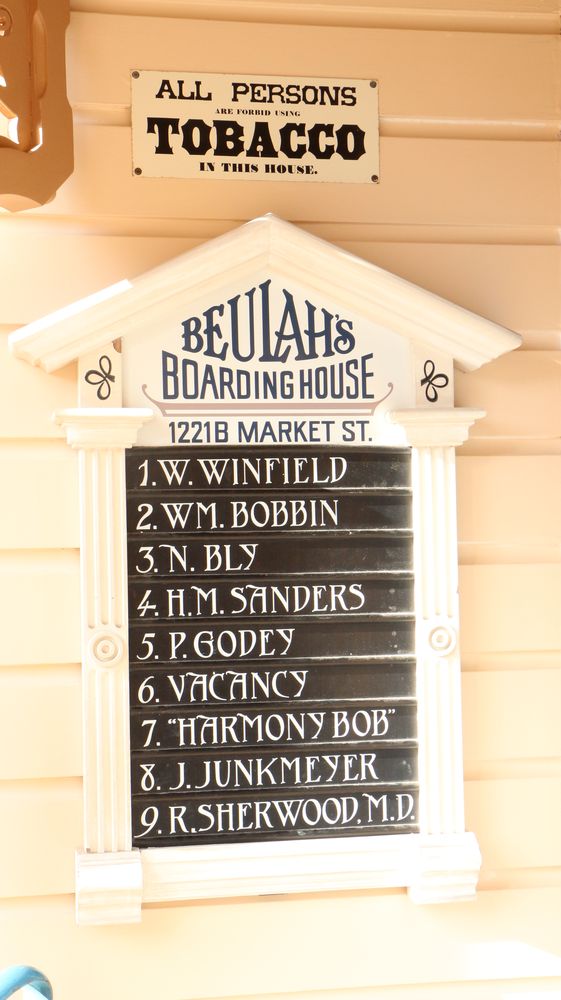 ALL PERSONS
ARE FORBID USING
TOBACCO
IN THIS HOUSE.
BEULAH'S
BOARDING HOUSE
1221B MARKET ST.
1. W. WINFIELD
2. WM. BOBBIN
3. N. BLY
4. H.M. SANDERS
5. P. GODEY
6. VACANCY
7. "HARMONY BOB"
8. J. JUNKMEYER
9. R. SHERWOOD, M.D.